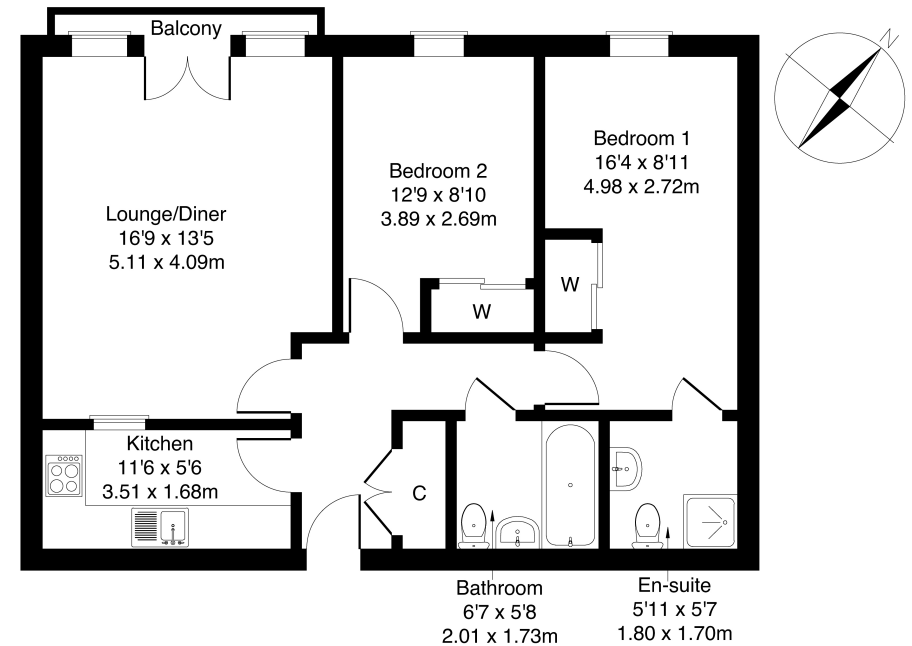 Balcony
N
Bedroom 1
16'4 x 8'11
4.98 x 2.72m
Bedroom 2
12'9 x 8'10
3.89 x 2.69m
Lounge/Diner
16'9 x 13'5
5.11 x 4.09m
W
W
Kitchen
11'6 x 5'6
3.51 x 1.68m
C
Bathroom
6'7 x 5'8
2.01 x 1.73m
En-suite
5'11 x 5'7
1.80 x 1.70m